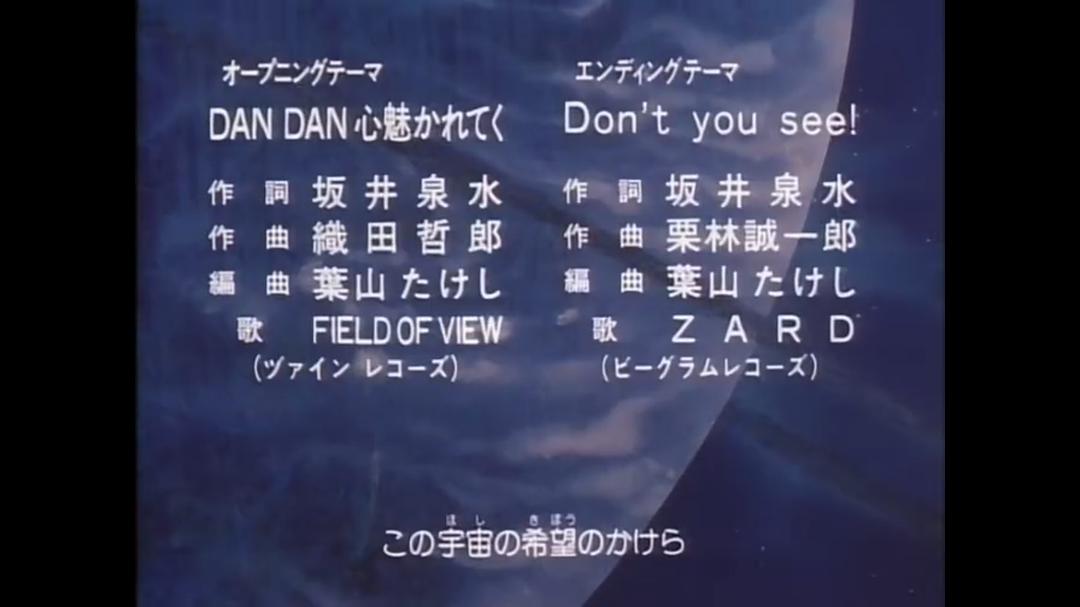 オープニングテーマ
DAN DAN 心魅かれてく
作詞 坂井泉水
作曲 織田哲郎
編曲 葉山たけし
歌 FIELD OF VIEW
(ヅァイン レコーズ)
エンディングテーマ
Don't you see!
作詞 坂井泉水
作曲 栗林誠一郎
編曲 葉山たけし
歌 ZARD
(ビーグラムレコーズ)
ほし きぼう
この宇宙の希望のかけら